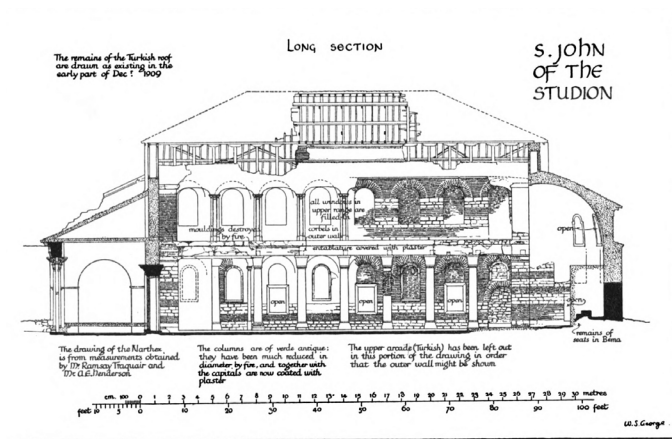 LONG SECTION
S. JOHN
OF THE
STUDION
The remains of the Turkish roof
are drawn as existing in the
early part of Dec! 1909
all windows in
upper range are
filled in
mouldings destroyed
by fire
corbels in
outer wall
entablature covered with plaster
open
open
open
open
open
open
The drawing of the Narthex
is from measurements obtained
by Mr Ramsay Traquair and
Mr A.E. Henderson.
The columns are of verde antique:
they have been much reduced in
diameter by fire, and together with
the capitals are now coated with
plaster
The upper arcade (Turkish) has been left out
in this portion of the drawing in order
that the outer wall might be shown
remains of
seats in Bema
cm. 100 0 1 2 3 4 5 6 7 8 9 10 11 12 13 14 15 16 17 18 19 20 21 22 23 24 25 26 27 28 29 30 metres
feet 10 5 0 10 20 30 40 50 60 70 80 90 100 feet
W.S. George